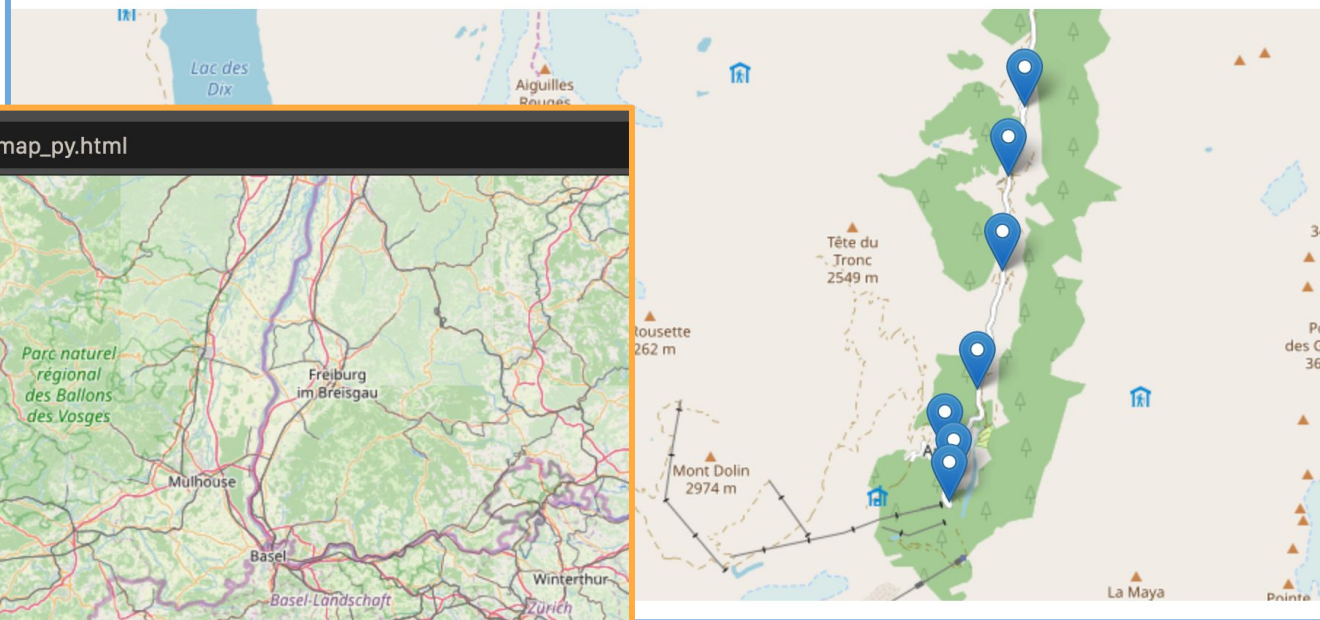 Lac des
Dix
Aiguilles
Rouges
map_py.html
Tête du
Tronc
2549 m
Rousette
262 m
des
Parc naturel
régional
des Ballons
des Vosges
Freiburg
im Breisgau
Mulhouse
Mont Dolin
2974 m
Basel
Winterthur
Basel-Landschaft
Zürich
La Maya
Pointe